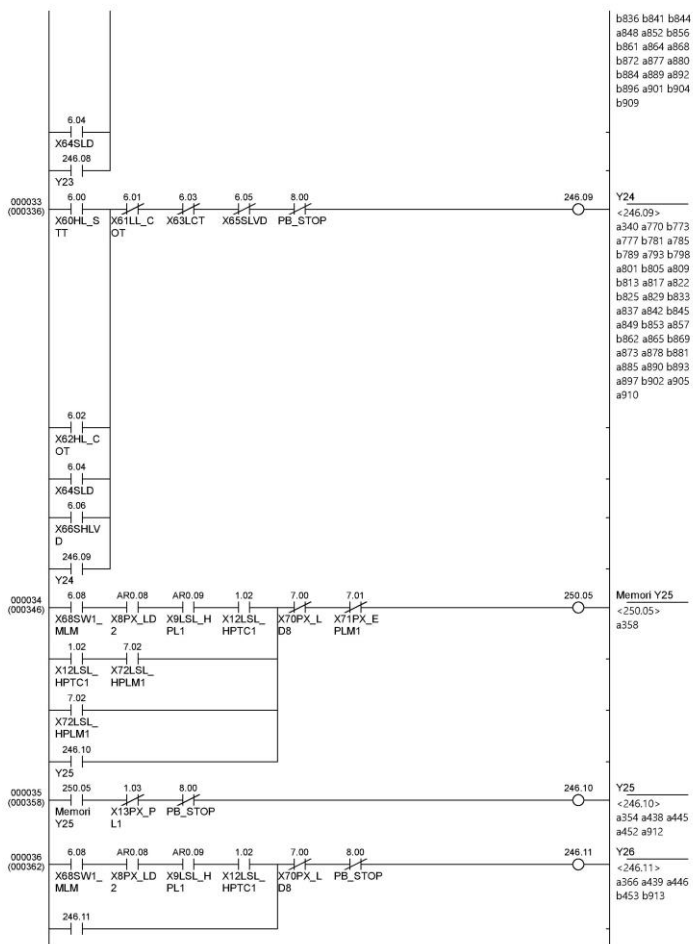 b836 b841 b844
a848 a852 b856
b861 a864 a868
b872 a877 a880
b884 a889 a892
b896 a901 b904
b909
6.04
X64SLD
246.08
Y23
000033
(000336)
6.00 6.01 6.03 6.05 8.00 246.09 Y24
X60HL_S X61LL_C X63LCT X65SLVD PB_STOP
TT OT
<246.09>
a340 a770 b773
a777 b781 a785
b789 a793 b798
a801 b805 a809
b813 a817 a822
b825 a829 b833
a837 a842 b845
a849 b853 a857
b862 a865 b869
a873 a878 b881
a885 a890 b893
a897 b902 a905
a910
6.02
X62HL_C
OT
6.04
X64SLD
6.06
X66SHLV
D
246.09
Y24
000034
(000346)
6.08 AR0.08 AR0.09 1.02 7.00 7.01 250.05 Memori Y25
X68SW1_ X8PX_LD X9LSL_H X12LSL_ X70PX_L X71PX_E
MLM 2 PL1 HPTC1 D8 PLM1
<250.05>
a358
1.02 7.02
X12LSL_ X72LSL_
HPTC1 HPLM1
7.02
X72LSL_
HPLM1
246.10
Y25
000035
(000358)
250.05 1.03 8.00 246.10 Y25
Memori X13PX_P PB_STOP
Y25 L1
<246.10>
a354 a438 a445
a452 a912
000036
(000362)
6.08 AR0.08 AR0.09 1.02 7.00 8.00 246.11 Y26
X68SW1_ X8PX_LD X9LSL_H X12LSL_ X70PX_L PB_STOP
MLM 2 PL1 HPTC1 D8
<246.11>
a366 a439 a446
b453 b913
246.11